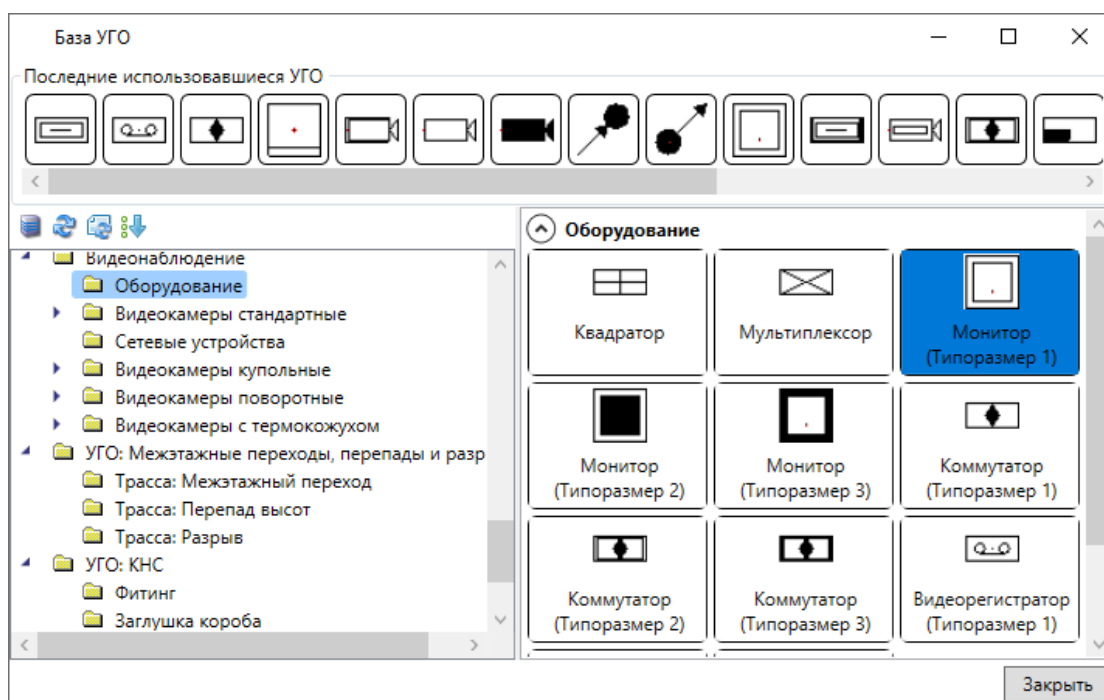 База УГО
Последние использовавшиеся УГО
Видеонаблюдение
Оборудование
Видеокамеры стандартные
Сетевые устройства
Видеокамеры купольные
Видеокамеры поворотные
Видеокамеры с термокожухом
УГО: Межэтажные переходы, перепады и разр
Трасса: Межэтажный переход
Трасса: Перепад высот
Трасса: Разрыв
УГО: КНС
Фитинг
Заглушка короба
Оборудование
Квадратор
Мультиплексор
Монитор
(Типоразмер 1)
Монитор
(Типоразмер 2)
Монитор
(Типоразмер 3)
Коммутатор
(Типоразмер 1)
Коммутатор
(Типоразмер 2)
Коммутатор
(Типоразмер 3)
Видеорегистратор
(Типоразмер 1)
Закрыть